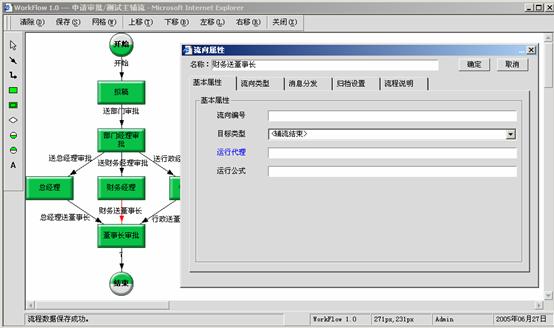 WorkFlow 1.0 --- 申请审批/测试主辅流 - Microsoft Internet Explorer
清除(D) 保存(S) 网格(W) 上移(T) 下移(B) 左移(L) 右移(R) 关闭(X)
开始
开始
拟稿
送部门审批
部门经理审批
送总经理审批 送财务经理审批 送行政经
总经理 财务经理
总经理送董事长 财务送董事长 行政送董事
董事长审批
结束
A
流向属性
名称: 财务送董事长 确定 取消
基本属性 流向类型 消息分发 归档设置 流程说明
基本属性
流向编号
目标类型 <辅流结束>
运行代理
运行公式
流程数据保存成功。 WorkFlow 1.0 271px,231px Admin 2005年06月27日